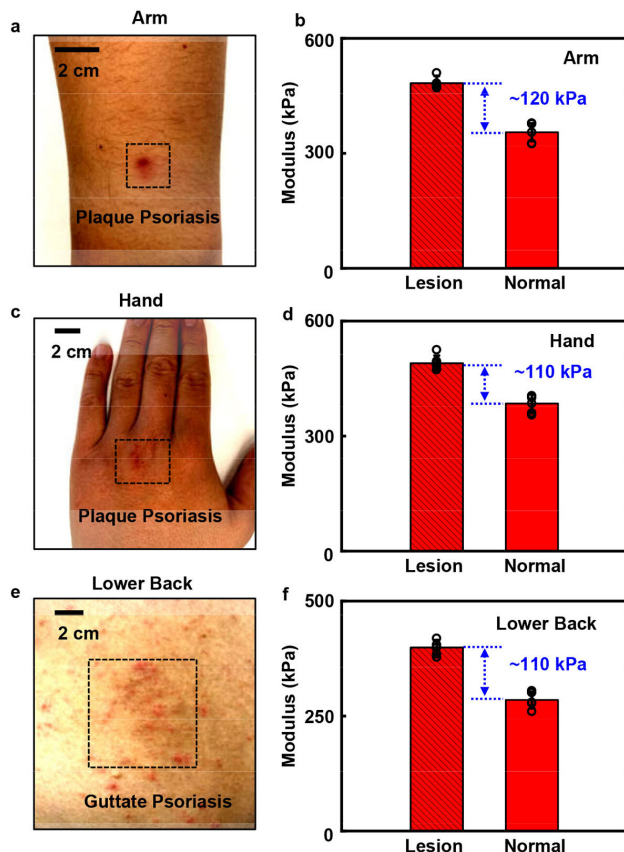 Arm
a
2 cm
Plaque Psoriasis
b
600
300
0
Modulus (kPa)
Arm
~120 kPa
Lesion Normal
Hand
c
2 cm
Plaque Psoriasis
d
600
300
0
Modulus (kPa)
Hand
~110 kPa
Lesion Normal
Lower Back
e
2 cm
Guttate Psoriasis
f
500
250
0
Modulus (kPa)
Lower Back
~110 kPa
Lesion Normal